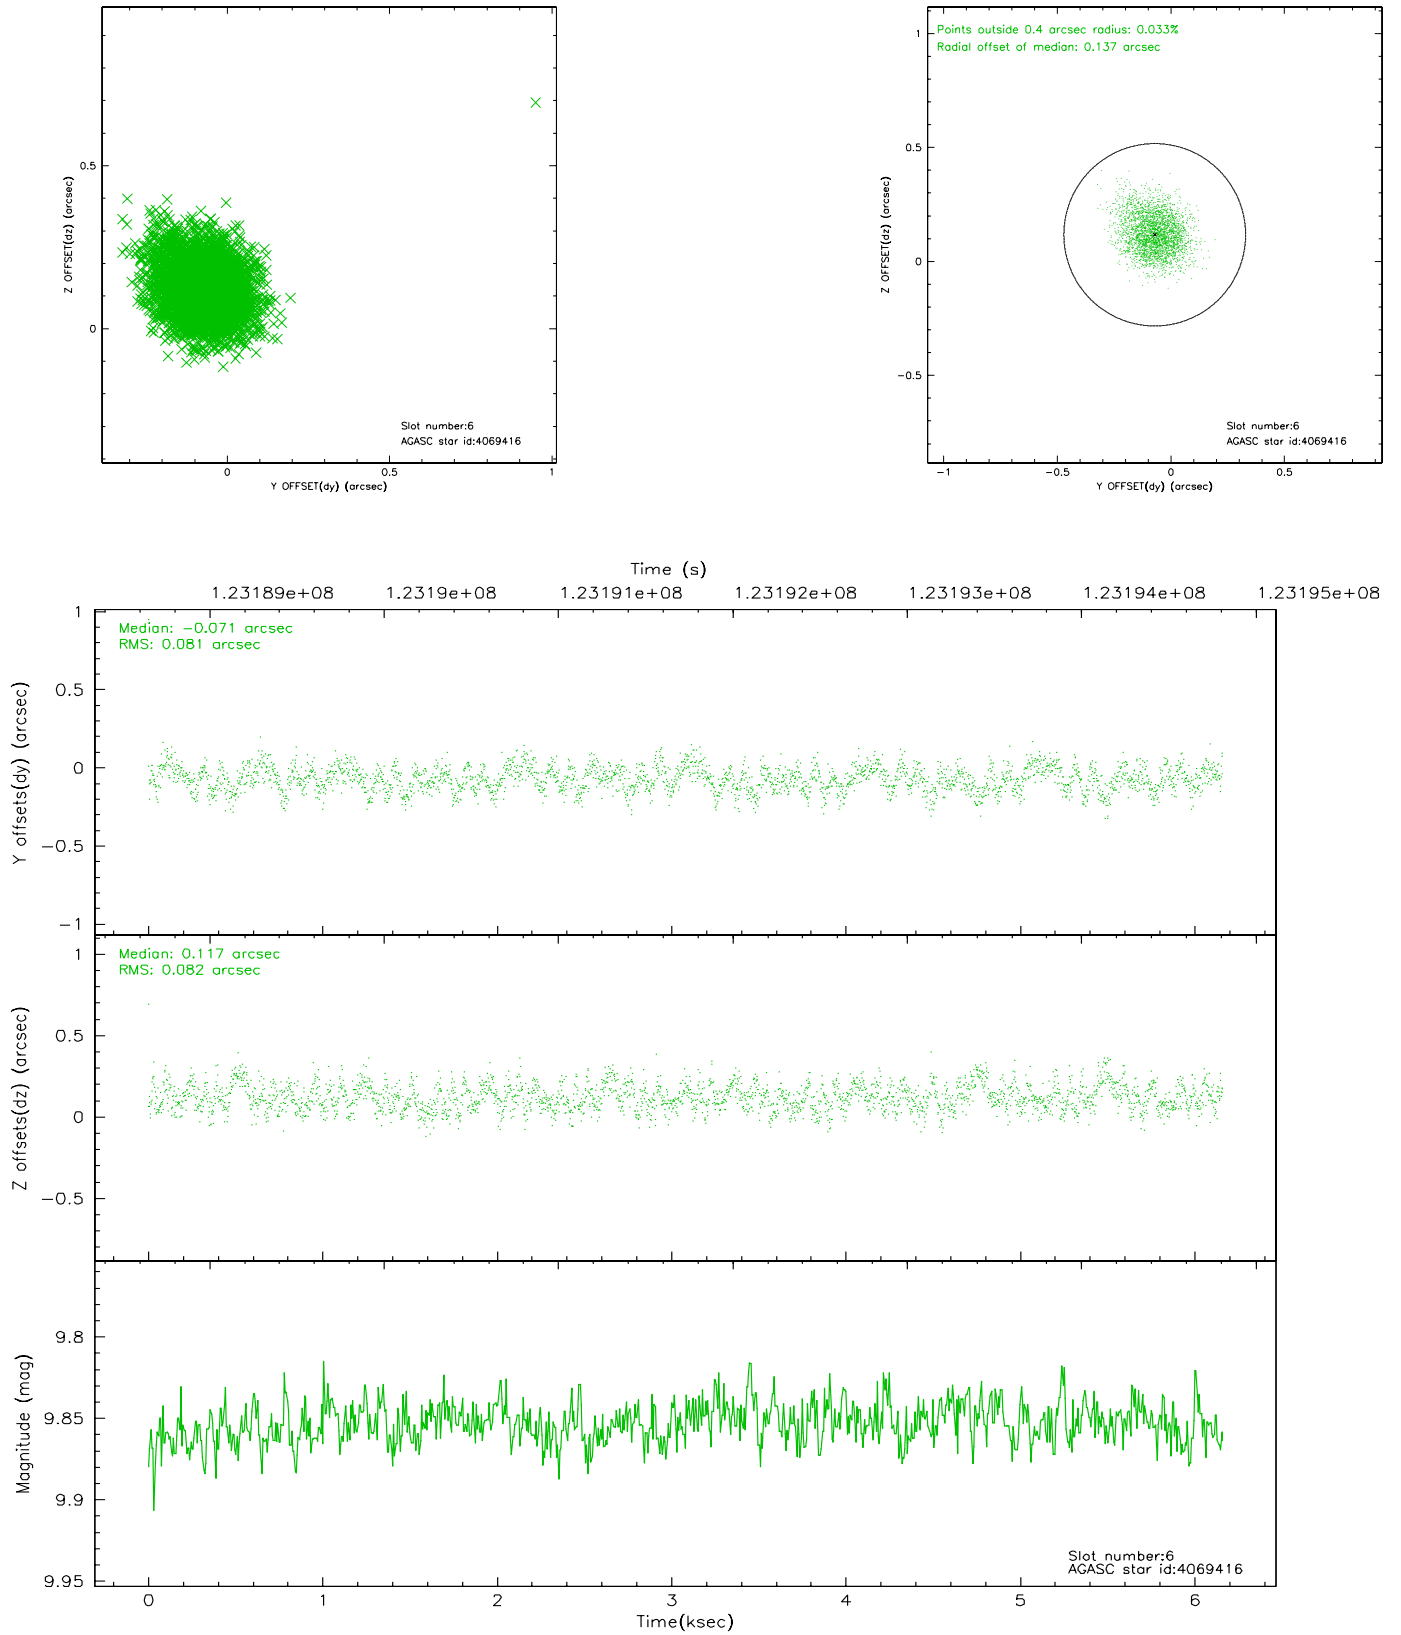 0.5
0
Z OFFSET(dz) (arcsec)
Slot number:6
AGASC star id:4069416
0
0.5
1
Y OFFSET(dy) (arcsec)
Points outside 0.4 arcsec radius: 0.033%
Radial offset of median: 0.137 arcsec
1
0.5
0
−0.5
Z OFFSET(dz) (arcsec)
Slot number:6
AGASC star id:4069416
−1
−0.5
0
0.5
Y OFFSET(dy) (arcsec)
Time (s)
1.23189e+08
1.2319e+08
1.23191e+08
1.23192e+08
1.23193e+08
1.23194e+08
1.23195e+08
Median: −0.071 arcsec
RMS: 0.081 arcsec
1
0.5
0
−0.5
−1
Y offsets(dy) (arcsec)
Median: 0.117 arcsec
RMS: 0.082 arcsec
1
0.5
0
−0.5
Z offsets(dz) (arcsec)
9.8
9.85
9.9
9.95
Magnitude (mag)
Slot number:6
AGASC star id:4069416
0
1
2
3
4
5
6
Time(ksec)